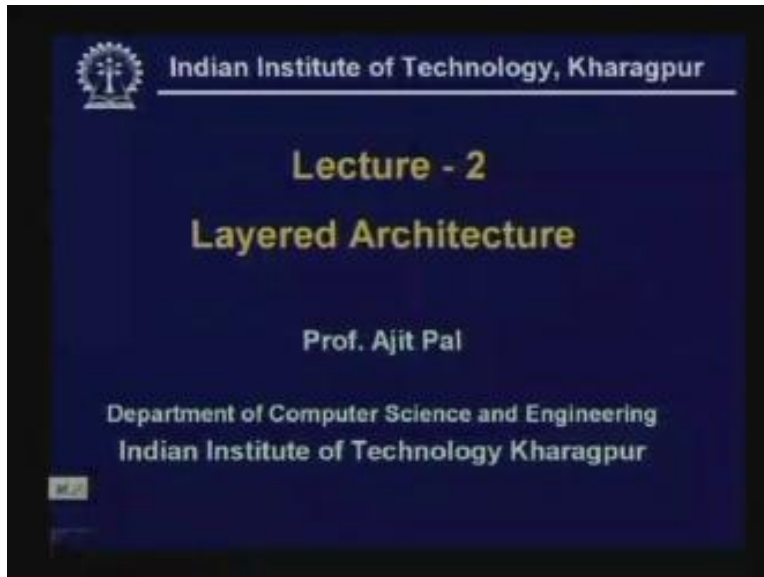 Indian Institute of Technology, Kharagpur
Lecture - 2
Layered Architecture
Prof. Ajit Pal
Department of Computer Science and Engineering
Indian Institute of Technology Kharagpur